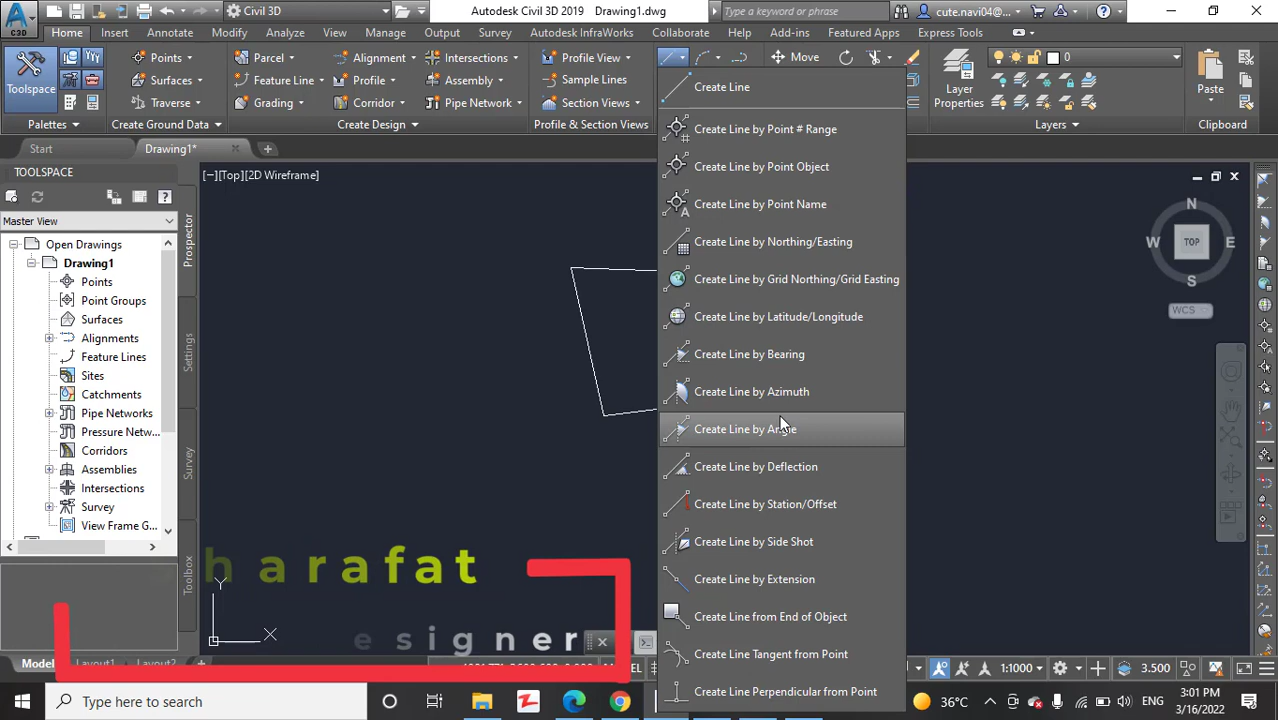 C3D
Civil 3D
Autodesk Civil 3D 2019 Drawing1.dwg
Type a keyword or phrase
cute.navi04@...
Home Insert Annotate Modify Analyze View Manage Output Survey Autodesk InfraWorks Collaborate Help Add-ins Featured Apps Express Tools
Toolspace
Points
Surfaces
Traverse
Parcel
Feature Line
Grading
Alignment
Profile
Corridor
Intersections
Assembly
Pipe Network
Profile View
Sample Lines
Section Views
Move
Layer
Properties
0
Paste
Palettes
Create Ground Data
Create Design
Profile & Section Views
Layers
Clipboard
Start
Drawing1*
TOOLSPACE
Master View
Open Drawings
Drawing1
Points
Point Groups
Surfaces
Alignments
Feature Lines
Sites
Catchments
Pipe Networks
Pressure Netw...
Corridors
Assemblies
Intersections
Survey
View Frame G...
Prospector
Settings
Survey
Toolbox
[−][Top][2D Wireframe]
Create Line
Create Line by Point # Range
Create Line by Point Object
Create Line by Point Name
Create Line by Northing/Easting
Create Line by Grid Northing/Grid Easting
Create Line by Latitude/Longitude
Create Line by Bearing
Create Line by Azimuth
Create Line by Angle
Create Line by Deflection
Create Line by Station/Offset
Create Line by Side Shot
Create Line by Extension
Create Line from End of Object
Create Line Tangent from Point
Create Line Perpendicular from Point
N
W TOP E
S
WCS
Y
X
harafat
esigner
Model Layout1 Layout2
1:1000
3.500
Type here to search
36°C
ENG
3:01 PM
3/16/2022